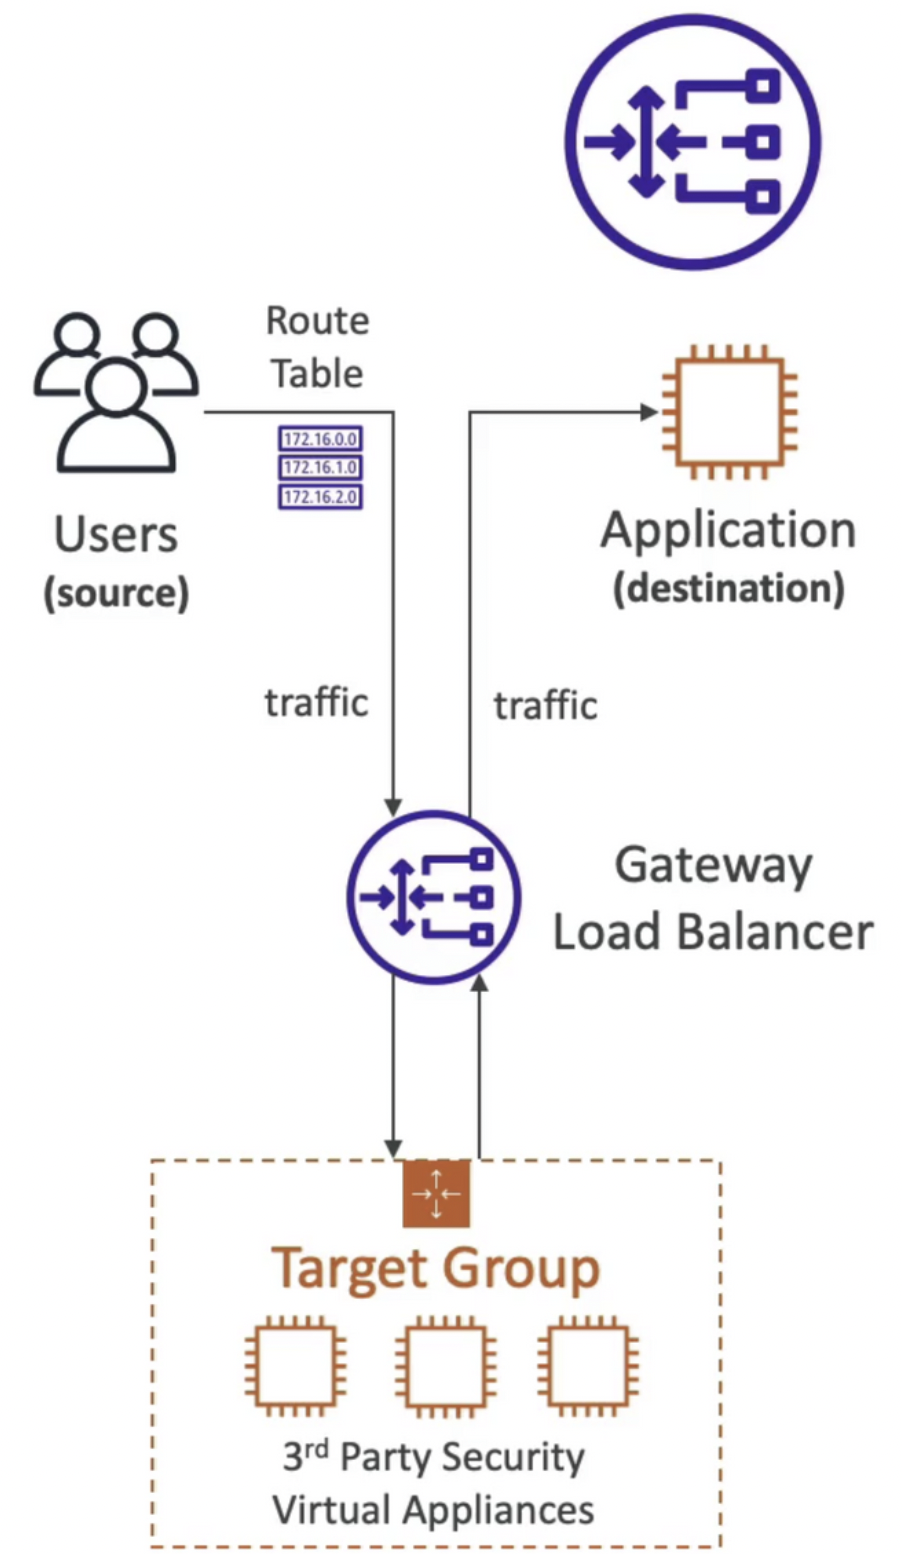 Route
Table
172.16.0.0
172.16.1.0
172.16.2.0
Users
(source)
Application
(destination)
traffic
traffic
Gateway
Load Balancer
Target Group
3rd Party Security
Virtual Appliances